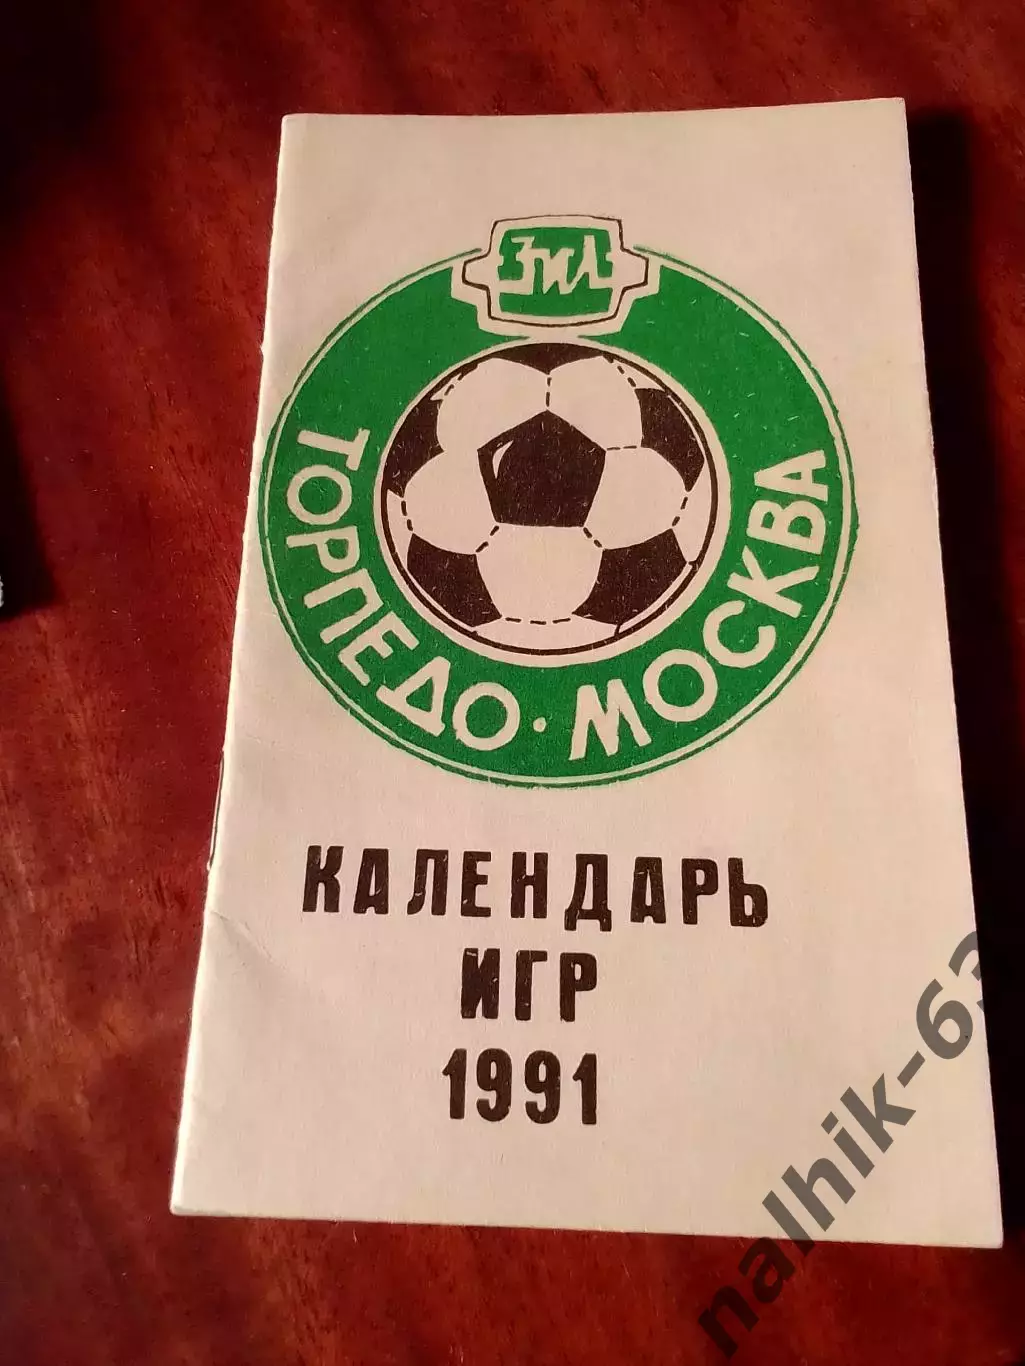 ЗИЛ
ТОРПЕДО · МОСКВА
КАЛЕНДАРЬ
ИГР
1991
nalhik-63